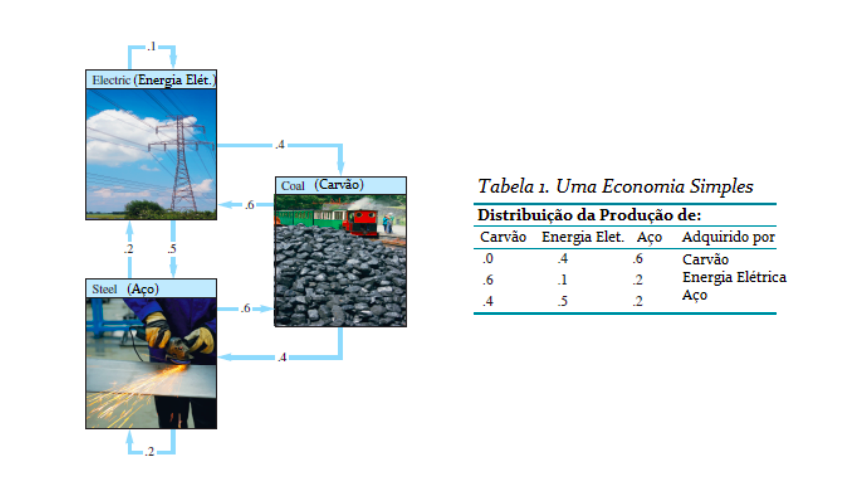 .1
Electric (Energia Elét.)
.4
Coal (Carvão)
.6
.2
.5
Steel (Aço)
.6
.4
.2
Tabela 1. Uma Economia Simples
Distribuição da Produção de:
Carvão Energia Elet. Aço Adquirido por
.0 .4 .6 Carvão
.6 .1 .2 Energia Elétrica
.4 .5 .2 Aço